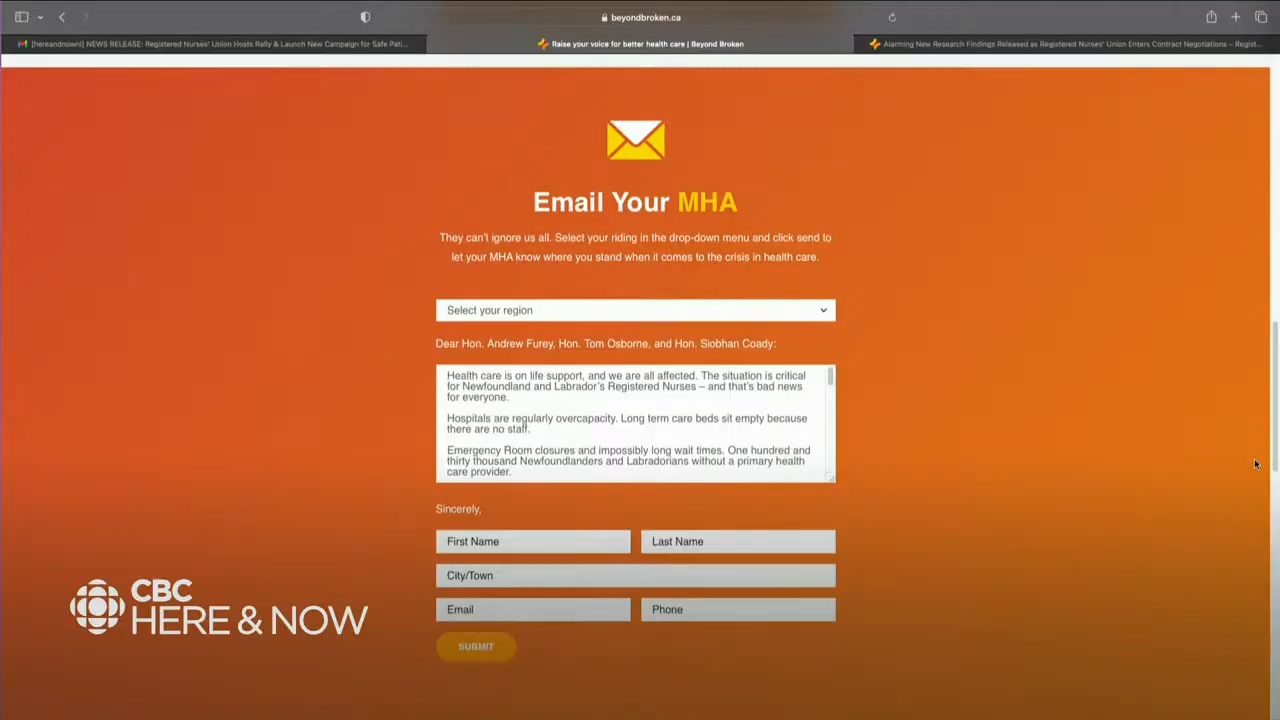 beyondbroken.ca
[hereandnownl] NEWS RELEASE: Registered Nurses' Union Hosts Rally & Launch New Campaign for Safe Pati...
Raise your voice for better health care | Beyond Broken
Alarming New Research Findings Released as Registered Nurses' Union Enters Contract Negotiations – Regist...
Email Your MHA
They can't ignore us all. Select your riding in the drop-down menu and click send to
let your MHA know where you stand when it comes to the crisis in health care.
Select your region
Dear Hon. Andrew Furey, Hon. Tom Osborne, and Hon. Siobhan Coady:
Health care is on life support, and we are all affected. The situation is critical
for Newfoundland and Labrador's Registered Nurses – and that's bad news
for everyone.
Hospitals are regularly overcapacity. Long term care beds sit empty because
there are no staff.
Emergency Room closures and impossibly long wait times. One hundred and
thirty thousand Newfoundlanders and Labradorians without a primary health
care provider.
Sincerely,
First Name
Last Name
City/Town
Email
Phone
SUBMIT
CBC
HERE & NOW